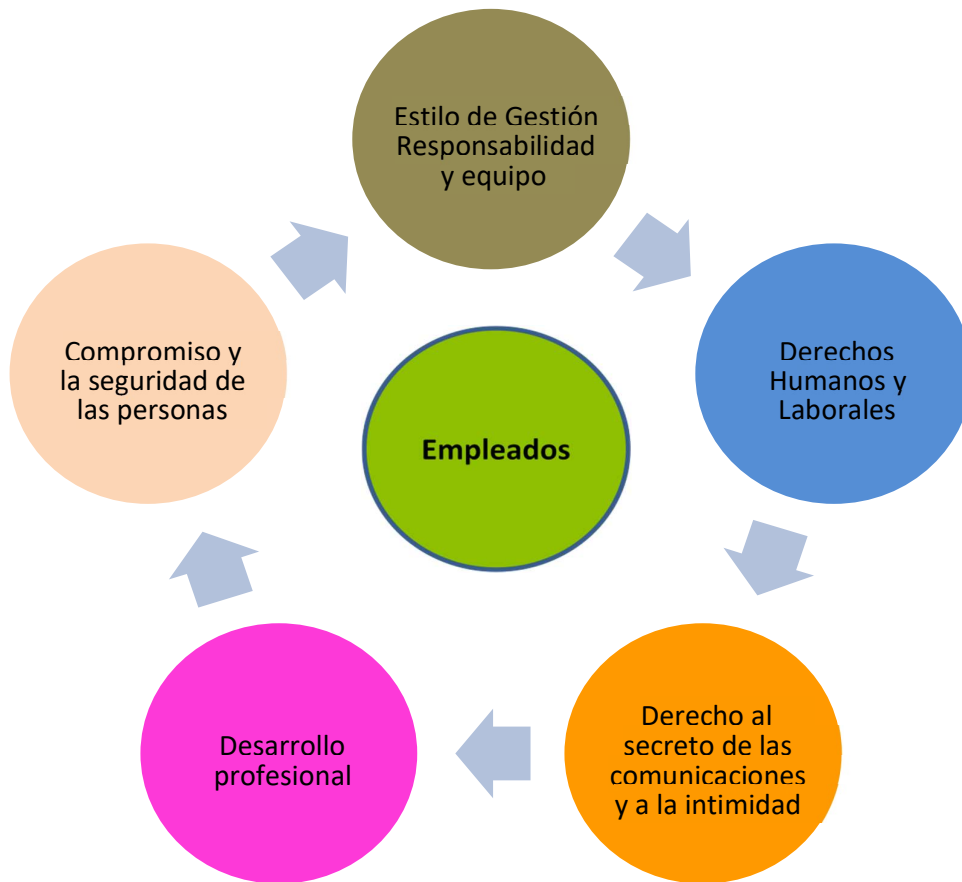 Estilo de Gestión
Responsabilidad
y equipo
Derechos
Humanos y
Laborales
Derecho al
secreto de las
comunicaciones
y a la intimidad
Desarrollo
profesional
Compromiso y
la seguridad de
las personas
Empleados